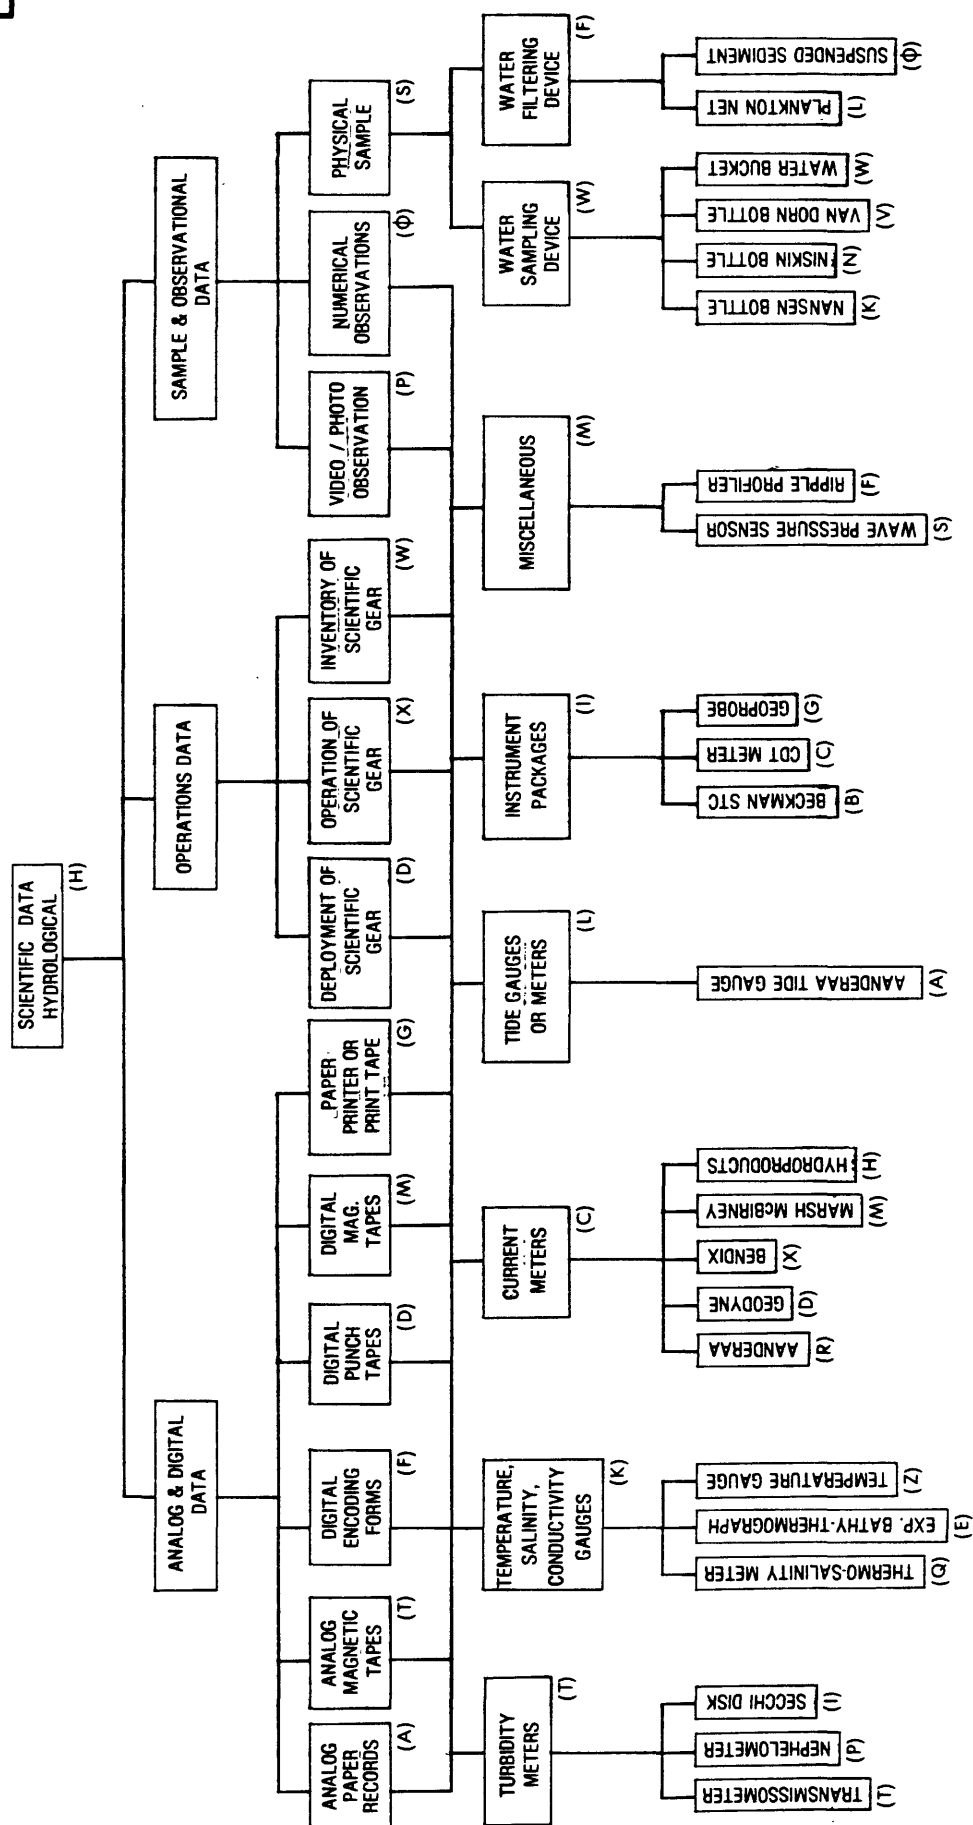 SCIENTIFIC DATA
HYDROLOGICAL
(H)
ANALOG & DIGITAL
DATA
OPERATIONS DATA
SAMPLE & OBSERVATIONAL
DATA
ANALOG
PAPER
RECORDS
(A)
ANALOG
MAGNETIC
TAPES
(T)
DIGITAL
ENCODING
FORMS
(F)
DIGITAL
PUNCH
TAPES
(D)
DIGITAL
MAG.
TAPES
(M)
PAPER
PRINTER OR
PRINT TAPE
(G)
DEPLOYMENT OF
SCIENTIFIC
GEAR
(D)
OPERATION OF
SCIENTIFIC
GEAR
(X)
INVENTORY OF
SCIENTIFIC
GEAR
(W)
VIDEO / PHOTO
OBSERVATION
(P)
NUMERICAL
OBSERVATIONS
(Φ)
PHYSICAL
SAMPLE
(S)
TURBIDITY
METERS
(T)
TEMPERATURE,
SALINITY,
CONDUCTIVITY
GAUGES
(K)
CURRENT
METERS
(C)
TIDE GAUGES
OR METERS
(L)
INSTRUMENT
PACKAGES
(I)
MISCELLANEOUS
(M)
WATER
SAMPLING
DEVICE
(W)
WATER
FILTERING
DEVICE
(F)
TRANSMISSOMETER
(T)
NEPHELOMETER
(P)
SECCHI DISK
(I)
THERMO-SALINITY METER
(Q)
EXP. BATHY-THERMOGRAPH
(E)
TEMPERATURE GAUGE
(Z)
AANDERAA
(R)
GEODYNE
(D)
BENDIX
(X)
MARSH McBIRNEY
(M)
HYDROPRODUCTS
(H)
AANDERAA TIDE GAUGE
(A)
BECKMAN STC
(B)
CDT METER
(C)
GEOPROBE
(G)
WAVE PRESSURE SENSOR
(S)
RIPPLE PROFILER
(F)
NANSEN BOTTLE
(K)
NISKIN BOTTLE
(N)
VAN DORN BOTTLE
(V)
WATER BUCKET
(W)
PLANKTON NET
(L)
SUSPENDED SEDIMENT
(Φ)